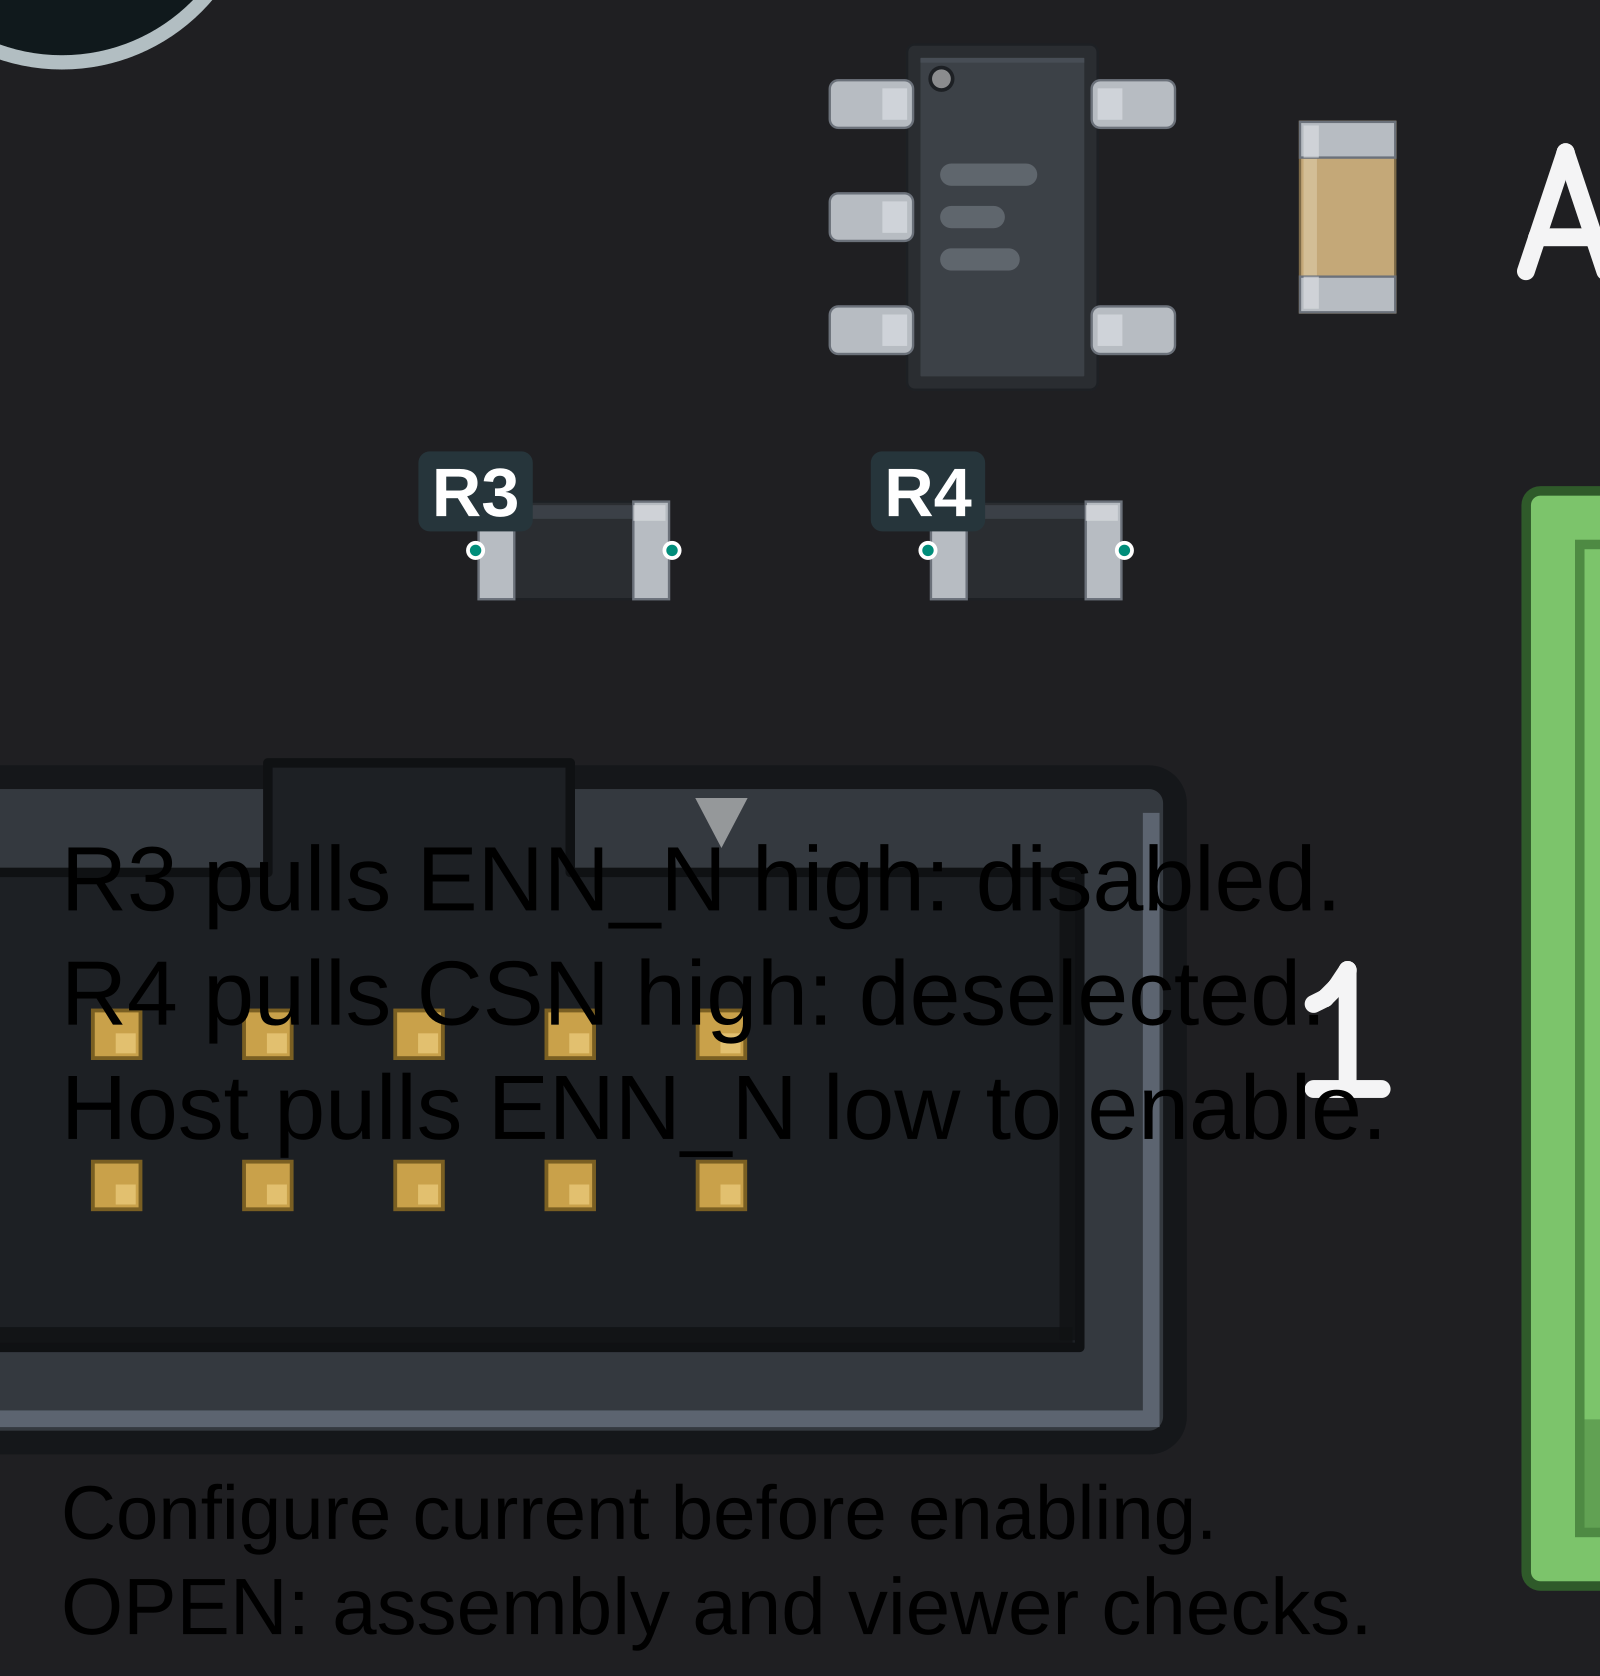 A
R3 R4
R3 pulls ENN_N high: disabled.
R4 pulls CSN high: deselected.
1
Host pulls ENN_N low to enable.
Configure current before enabling.
OPEN: assembly and viewer checks.